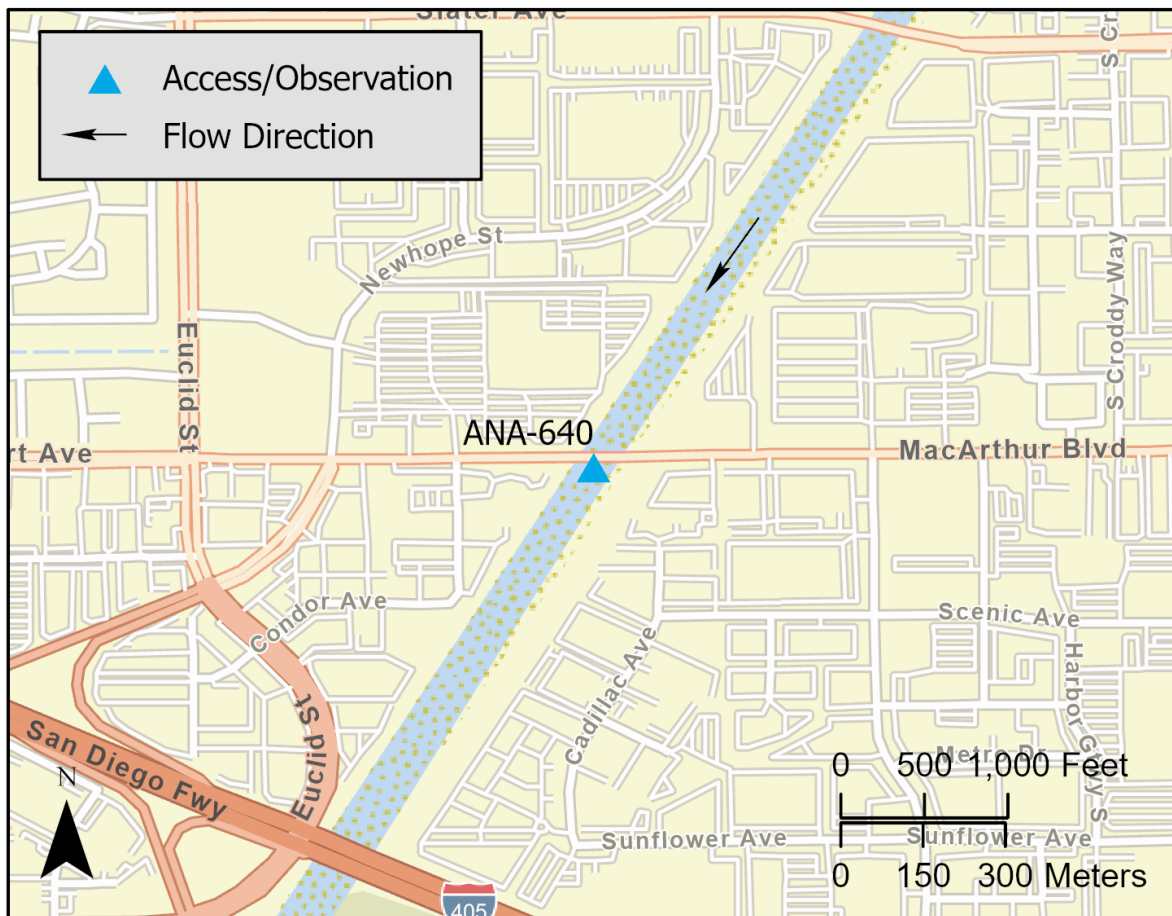 Slater Ave
Access/Observation
Flow Direction
S Cr
Newhope St
S Croddy Way
Euclid St
ANA-640
rt Ave
MacArthur Blvd
Condor Ave
Scenic Ave
Cadillac Ave
Harbor Gtwy S
Euclid St
San Diego Fwy
Metro Dr
N
0 500 1,000 Feet
Sunflower Ave
Sunflower Ave
0 150 300 Meters
405